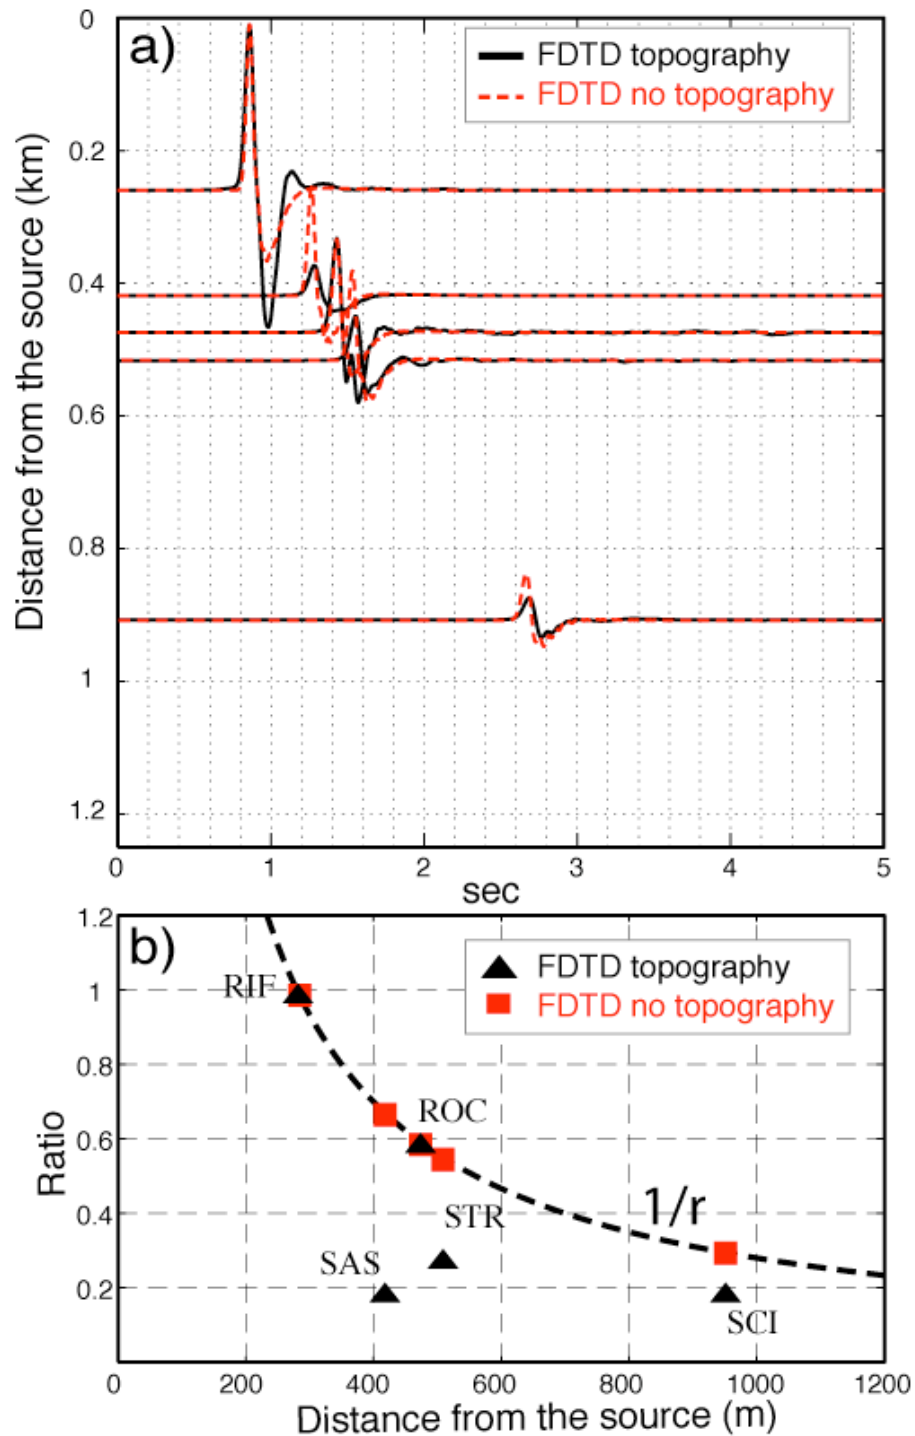 a)
FDTD topography
FDTD no topography
0
0.2
0.4
0.6
0.8
1
1.2
Distance from the source (km)
0 1 2 3 4 5
sec
b)
FDTD topography
FDTD no topography
1.2
1
0.8
0.6
0.4
0.2
Ratio
RIF
ROC
STR
SAS
1/r
SCI
0 200 400 600 800 1000 1200
Distance from the source (m)